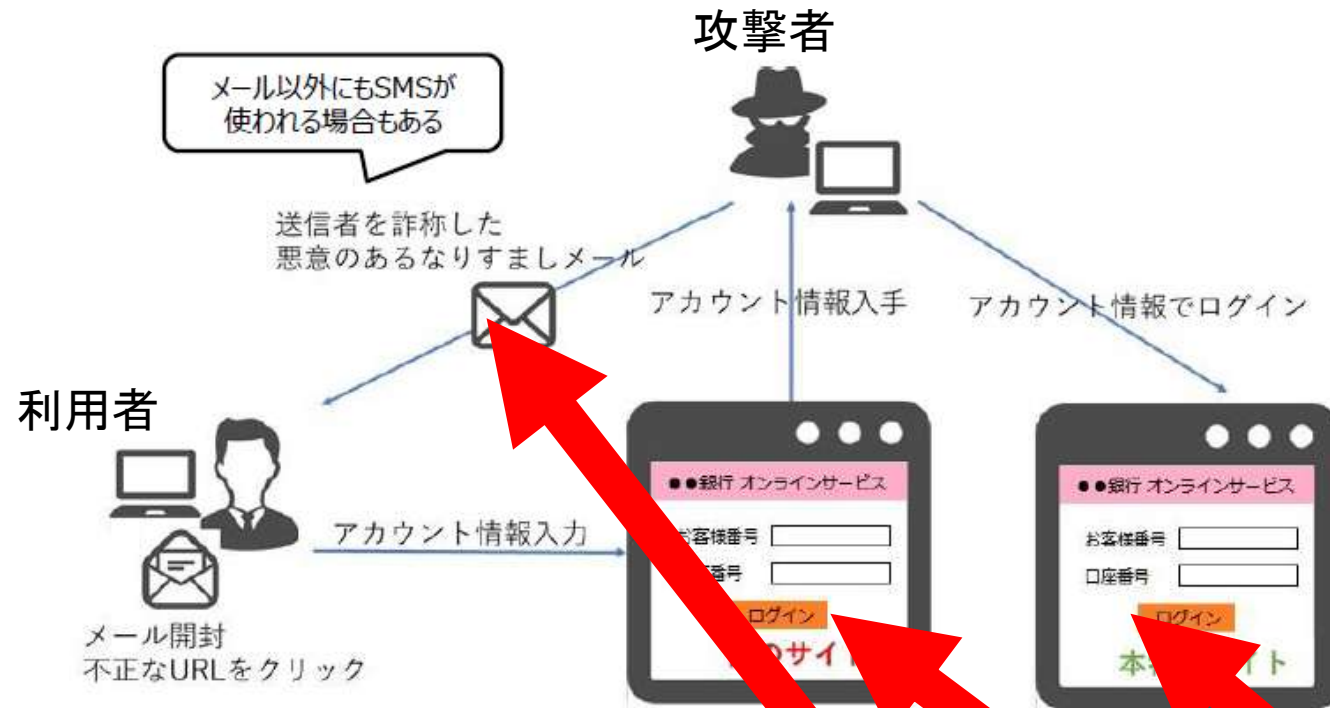 攻撃者
メール以外にもSMSが
使われる場合もある
送信者を詐称した
悪意のあるなりすましメール
アカウント情報入手
アカウント情報でログイン
利用者
アカウント情報入力
メール開封
不正なURLをクリック
●●銀行 オンラインサービス
お客様番号
番号
ログイン
のサイト
●●銀行 オンラインサービス
お客様番号
口座番号
ログイン
本
イト